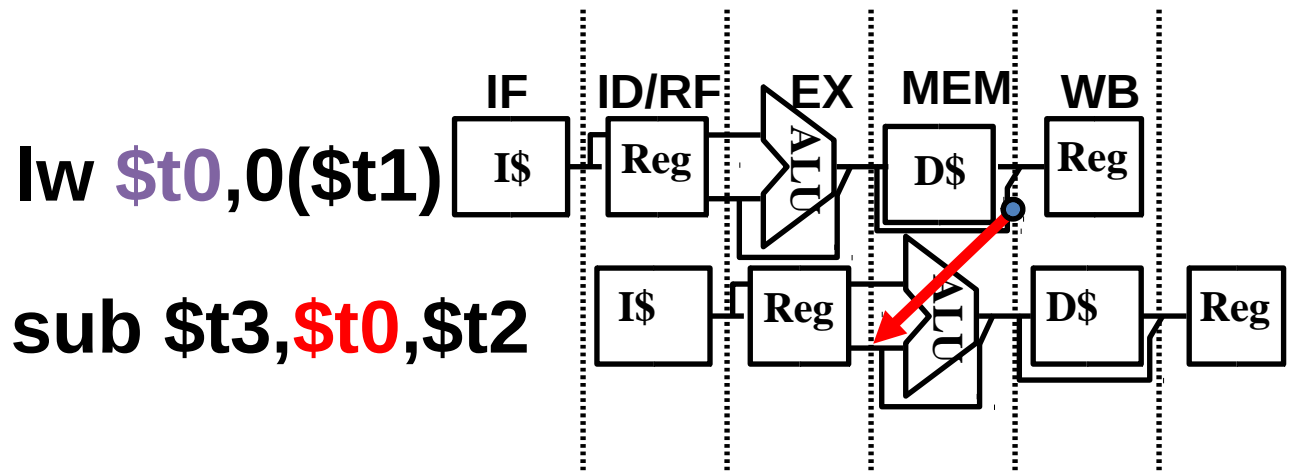 IF ID/RF EX MEM WB
lw $t0,0($t1) I$ Reg ALU D$ Reg
sub $t3,$t0,$t2 I$ Reg ALU D$ Reg